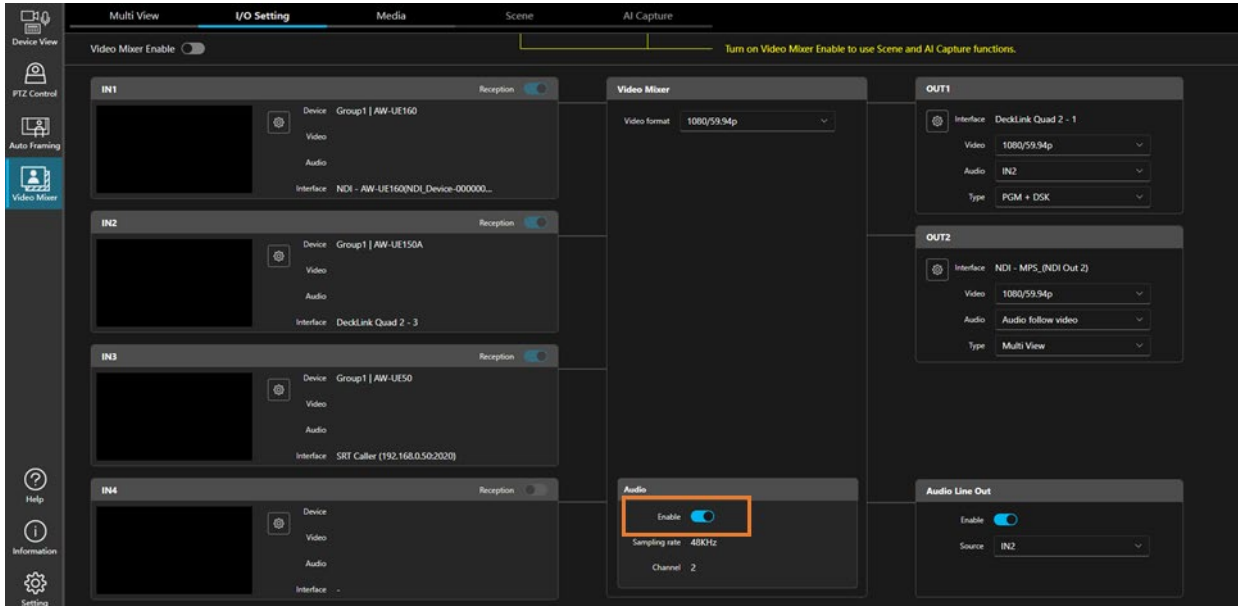 Device View
PTZ Control
Auto Framing
Video Mixer
Help
Information
Setting
Multi View I/O Setting Media Scene AI Capture
Video Mixer Enable
Turn on Video Mixer Enable to use Scene and AI Capture functions.
IN1 Reception
Device Group1 | AW-UE160
Video
Audio
Interface NDI - AW-UE160(NDI_Device-000000...
IN2 Reception
Device Group1 | AW-UE150A
Video
Audio
Interface DeckLink Quad 2 - 3
IN3 Reception
Device Group1 | AW-UE50
Video
Audio
Interface SRT Caller (192.168.0.50:2020)
IN4 Reception
Device
Video
Audio
Interface -
Video Mixer
Video format 1080/59.94p
Audio
Enable
Sampling rate 48KHz
Channel 2
OUT1
Interface DeckLink Quad 2 - 1
Video 1080/59.94p
Audio IN2
Type PGM + DSK
OUT2
Interface NDI - MPS_(NDI Out 2)
Video 1080/59.94p
Audio Audio follow video
Type Multi View
Audio Line Out
Enable
Source IN2